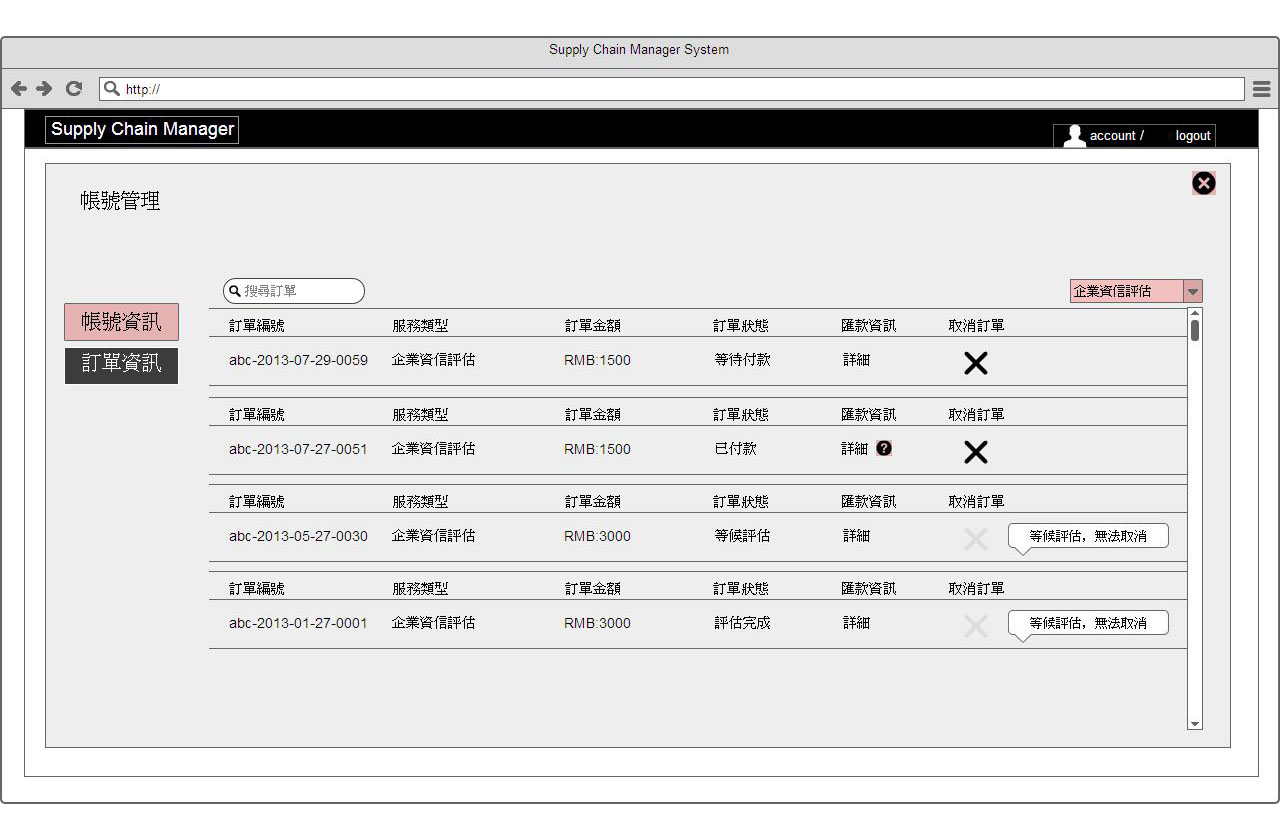 Supply Chain Manager System
http://
Supply Chain Manager
account / logout
帳號管理
搜尋訂單
企業資信評估
帳號資訊
訂單資訊
訂單編號 服務類型 訂單金額 訂單狀態 匯款資訊 取消訂單
abc-2013-07-29-0059 企業資信評估 RMB:1500 等待付款 詳細
訂單編號 服務類型 訂單金額 訂單狀態 匯款資訊 取消訂單
abc-2013-07-27-0051 企業資信評估 RMB:1500 已付款 詳細 ?
訂單編號 服務類型 訂單金額 訂單狀態 匯款資訊 取消訂單
abc-2013-05-27-0030 企業資信評估 RMB:3000 等候評估 詳細 等候評估，無法取消
訂單編號 服務類型 訂單金額 訂單狀態 匯款資訊 取消訂單
abc-2013-01-27-0001 企業資信評估 RMB:3000 評估完成 詳細 等候評估，無法取消